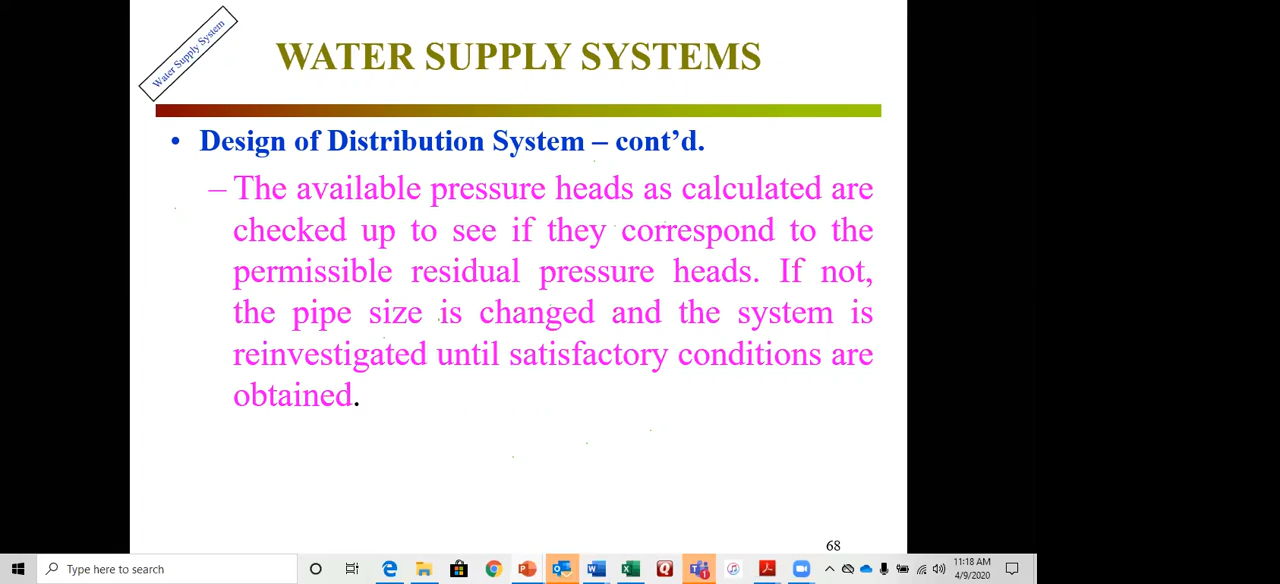 Water Supply System
WATER SUPPLY SYSTEMS
• Design of Distribution System – cont’d.
– The available pressure heads as calculated are
checked up to see if they correspond to the
permissible residual pressure heads. If not,
the pipe size is changed and the system is
reinvestigated until satisfactory conditions are
obtained.
68
Type here to search
11:18 AM
4/9/2020